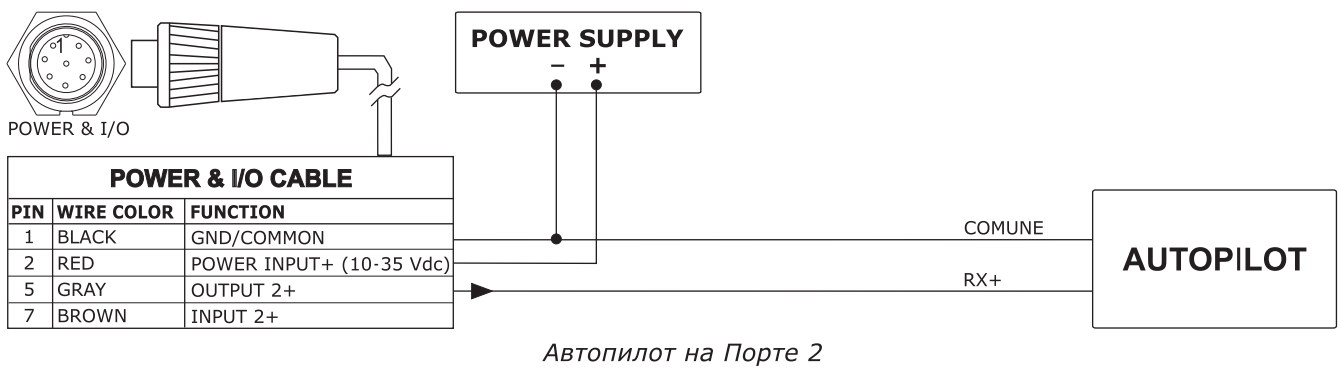 1
POWER & I/O
POWER SUPPLY
– +
POWER & I/O CABLE
PIN WIRE COLOR FUNCTION
1 BLACK GND/COMMON
2 RED POWER INPUT+ (10-35 Vdc)
5 GRAY OUTPUT 2+
7 BROWN INPUT 2+
COMUNE
RX+
AUTOPILOT
Автопилот на Порте 2